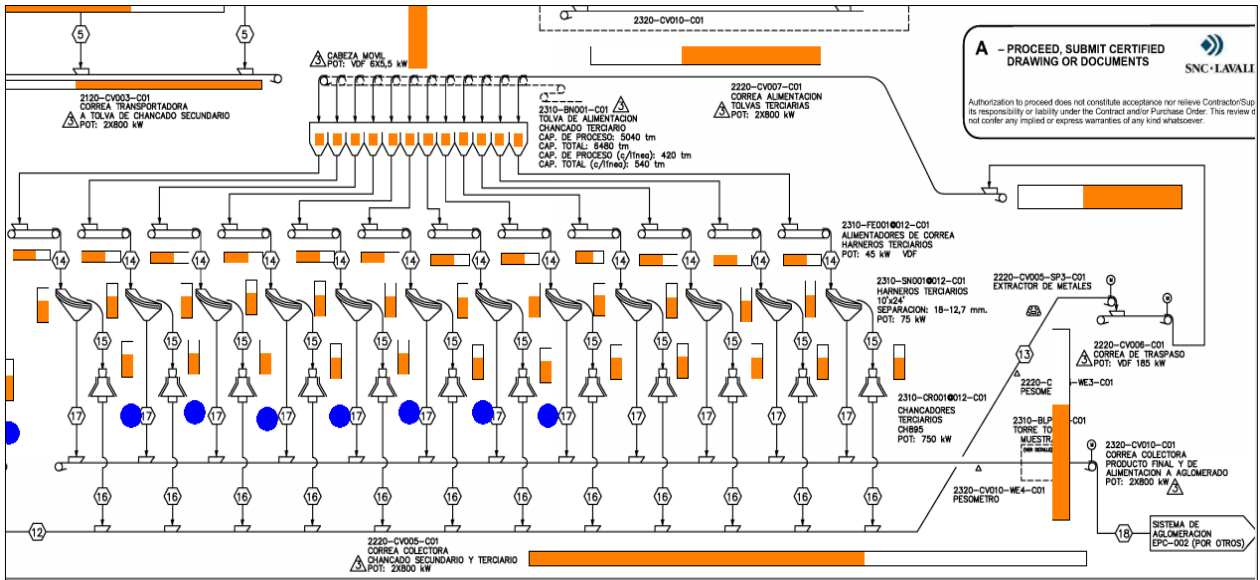 2320-CV010-C01
5
5
3 CABEZA MOVIL
POT: VDF 6X5,5 kW
A – PROCEED, SUBMIT CERTIFIED
DRAWING OR DOCUMENTS
SNC·LAVALI
Authorization to proceed does not constitute acceptance nor relieve Contractor/Sup
its responsibility or liability under the Contract and/or Purchase Order. This review d
not confer any implied or express warranties of any kind whatsoever.
2120-CV003-C01
CORREA TRANSPORTADORA
A TOLVA DE CHANCADO SECUNDARIO
3 POT: 2X800 kW
2310-BN001-C01 3
TOLVA DE ALIMENTACION
CHANCADO TERCIARIO
CAP. DE PROCESO: 5040 tm
CAP. TOTAL: 6480 tm
CAP. DE PROCESO (c/línea): 420 tm
CAP. TOTAL (c/línea): 540 tm
2220-CV007-C01
CORREA ALIMENTACION
TOLVAS TERCIARIAS
3 POT: 2X800 kW
2310-FE001@012-C01
ALIMENTADORES DE CORREA
HARNEROS TERCIARIOS
POT: 45 kW VDF
14 14 14 14 14 14 14 14 14 14 14 14
2310-SN001@012-C01
HARNEROS TERCIARIOS
10'x24'
SEPARACION: 18-12,7 mm.
POT: 75 kW
2220-CV005-SP3-C01
EXTRACTOR DE METALES
M
M
15 15 15 15 15 15 15 15 15 15 15 15
13
2220-CV006-C01
CORREA DE TRASPASO
3 POT: VDF 185 kW
2220-C -WE3-C01
PESOME
2310-CR001@012-C01
CHANCADORES
TERCIARIOS
CH895
POT: 750 kW
17 17 17 17 17 17 17 17 17 17 17 17
2310-BLP C01
TORRE TO
MUESTR
2320-CV010-C01
CORREA COLECTORA
PRODUCTO FINAL Y DE
ALIMENTACION A AGLOMERADO
POT: 2X800 kW 3
2320-CV010-WE4-C01
PESOMETRO
16 16 16 16 16 16 16 16 16 16 16 16
12
18
SISTEMA DE
AGLOMERACION
EPC-002 (POR OTROS)
2220-CV005-C01
CORREA COLECTORA
CHANCADO SECUNDARIO Y TERCIARIO
3 POT: 2X800 kW